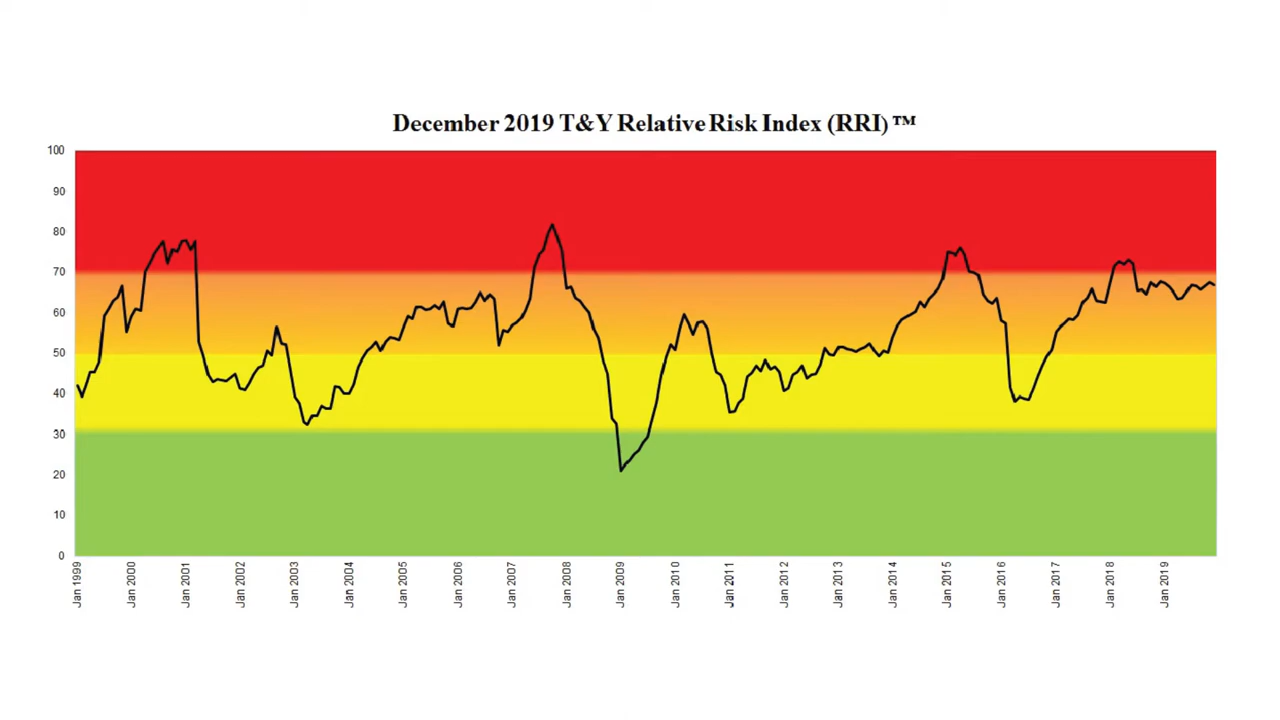 December 2019 T&Y Relative Risk Index (RRI)™
100
90
80
70
60
50
40
30
20
10
0
Jan 1999
Jan 2000
Jan 2001
Jan 2002
Jan 2003
Jan 2004
Jan 2005
Jan 2006
Jan 2007
Jan 2008
Jan 2009
Jan 2010
Jan 2011
Jan 2012
Jan 2013
Jan 2014
Jan 2015
Jan 2016
Jan 2017
Jan 2018
Jan 2019